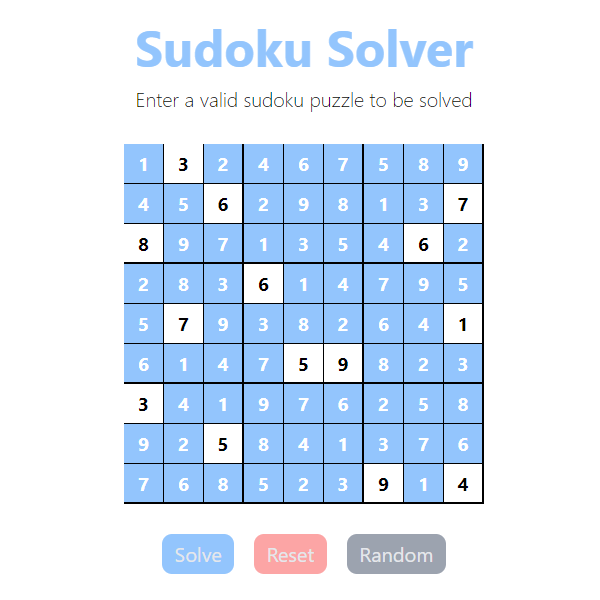 Sudoku Solver
Enter a valid sudoku puzzle to be solved
1 3 2 4 6 7 5 8 9
4 5 6 2 9 8 1 3 7
8 9 7 1 3 5 4 6 2
2 8 3 6 1 4 7 9 5
5 7 9 3 8 2 6 4 1
6 1 4 7 5 9 8 2 3
3 4 1 9 7 6 2 5 8
9 2 5 8 4 1 3 7 6
7 6 8 5 2 3 9 1 4
Solve Reset Random